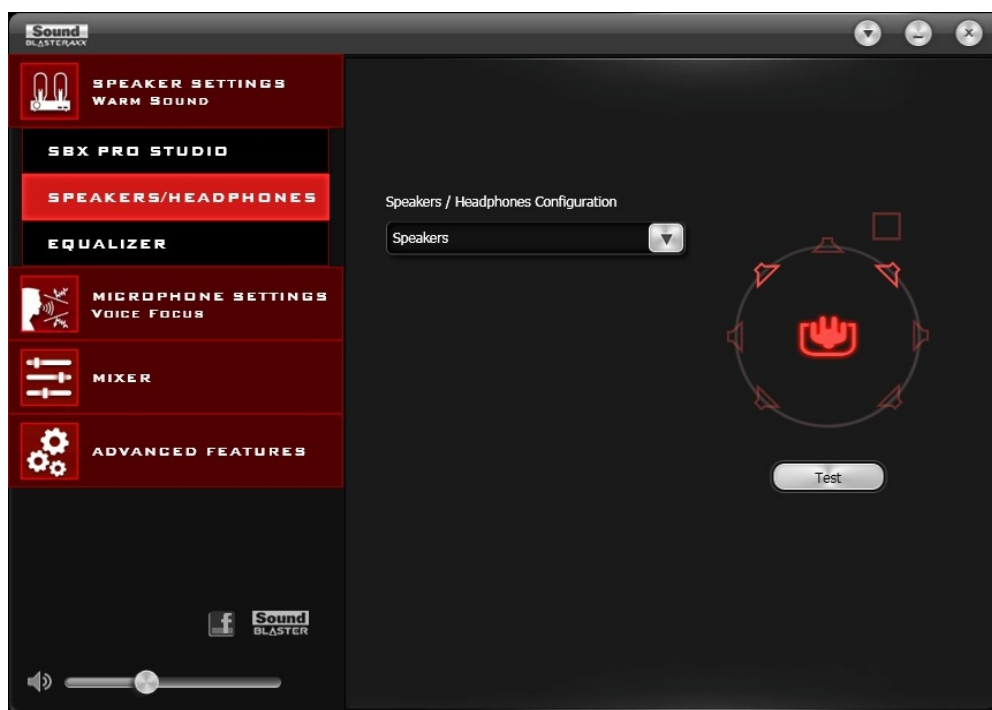 Sound
BLASTERAXX
SPEAKER SETTINGS
WARM SOUND
SBX PRO STUDIO
SPEAKERS/HEADPHONES
EQUALIZER
MICROPHONE SETTINGS
VOICE FOCUS
MIXER
ADVANCED FEATURES
Speakers / Headphones Configuration
Speakers
Test
f
Sound
BLASTER